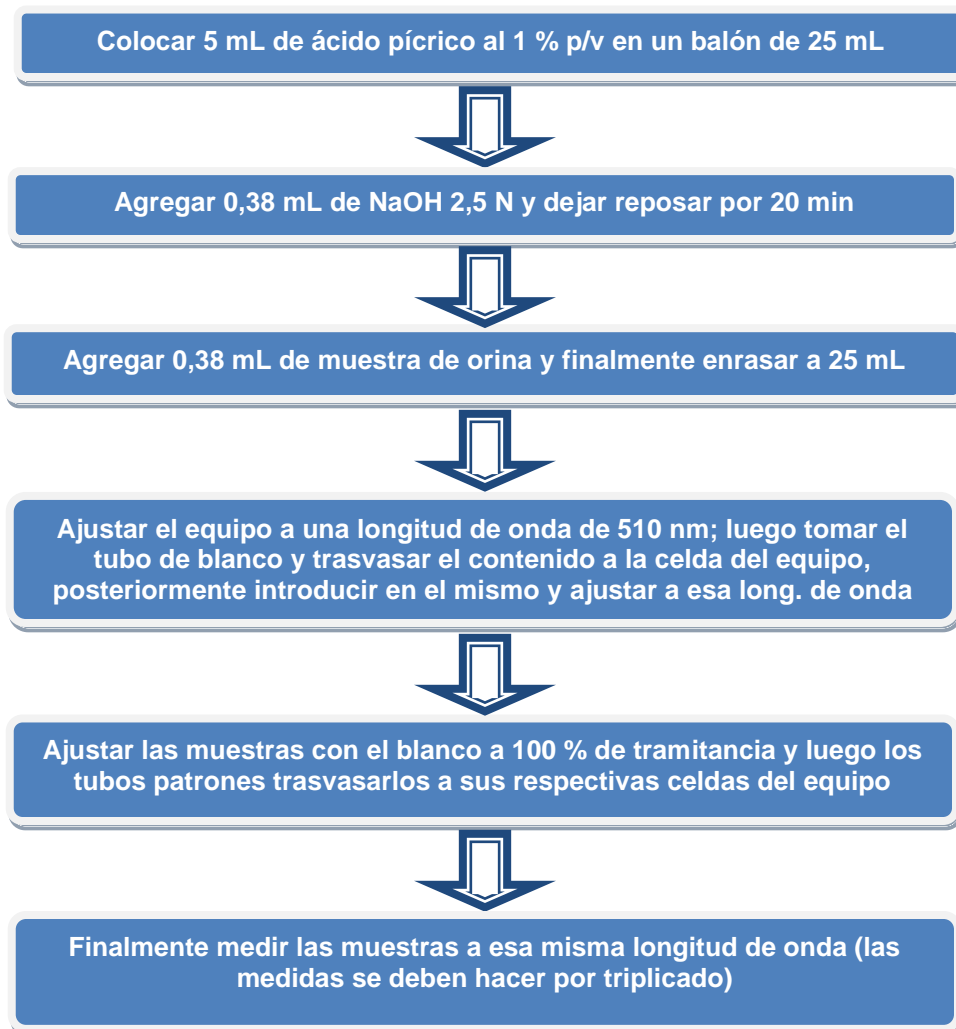 Colocar 5 mL de ácido pícrico al 1 % p/v en un balón de 25 mL
Agregar 0,38 mL de NaOH 2,5 N y dejar reposar por 20 min
Agregar 0,38 mL de muestra de orina y finalmente enrasar a 25 mL
Ajustar el equipo a una longitud de onda de 510 nm; luego tomar el
tubo de blanco y trasvasar el contenido a la celda del equipo,
posteriormente introducir en el mismo y ajustar a esa long. de onda
Ajustar las muestras con el blanco a 100 % de tramitancia y luego los
tubos patrones trasvasarlos a sus respectivas celdas del equipo
Finalmente medir las muestras a esa misma longitud de onda (las
medidas se deben hacer por triplicado)